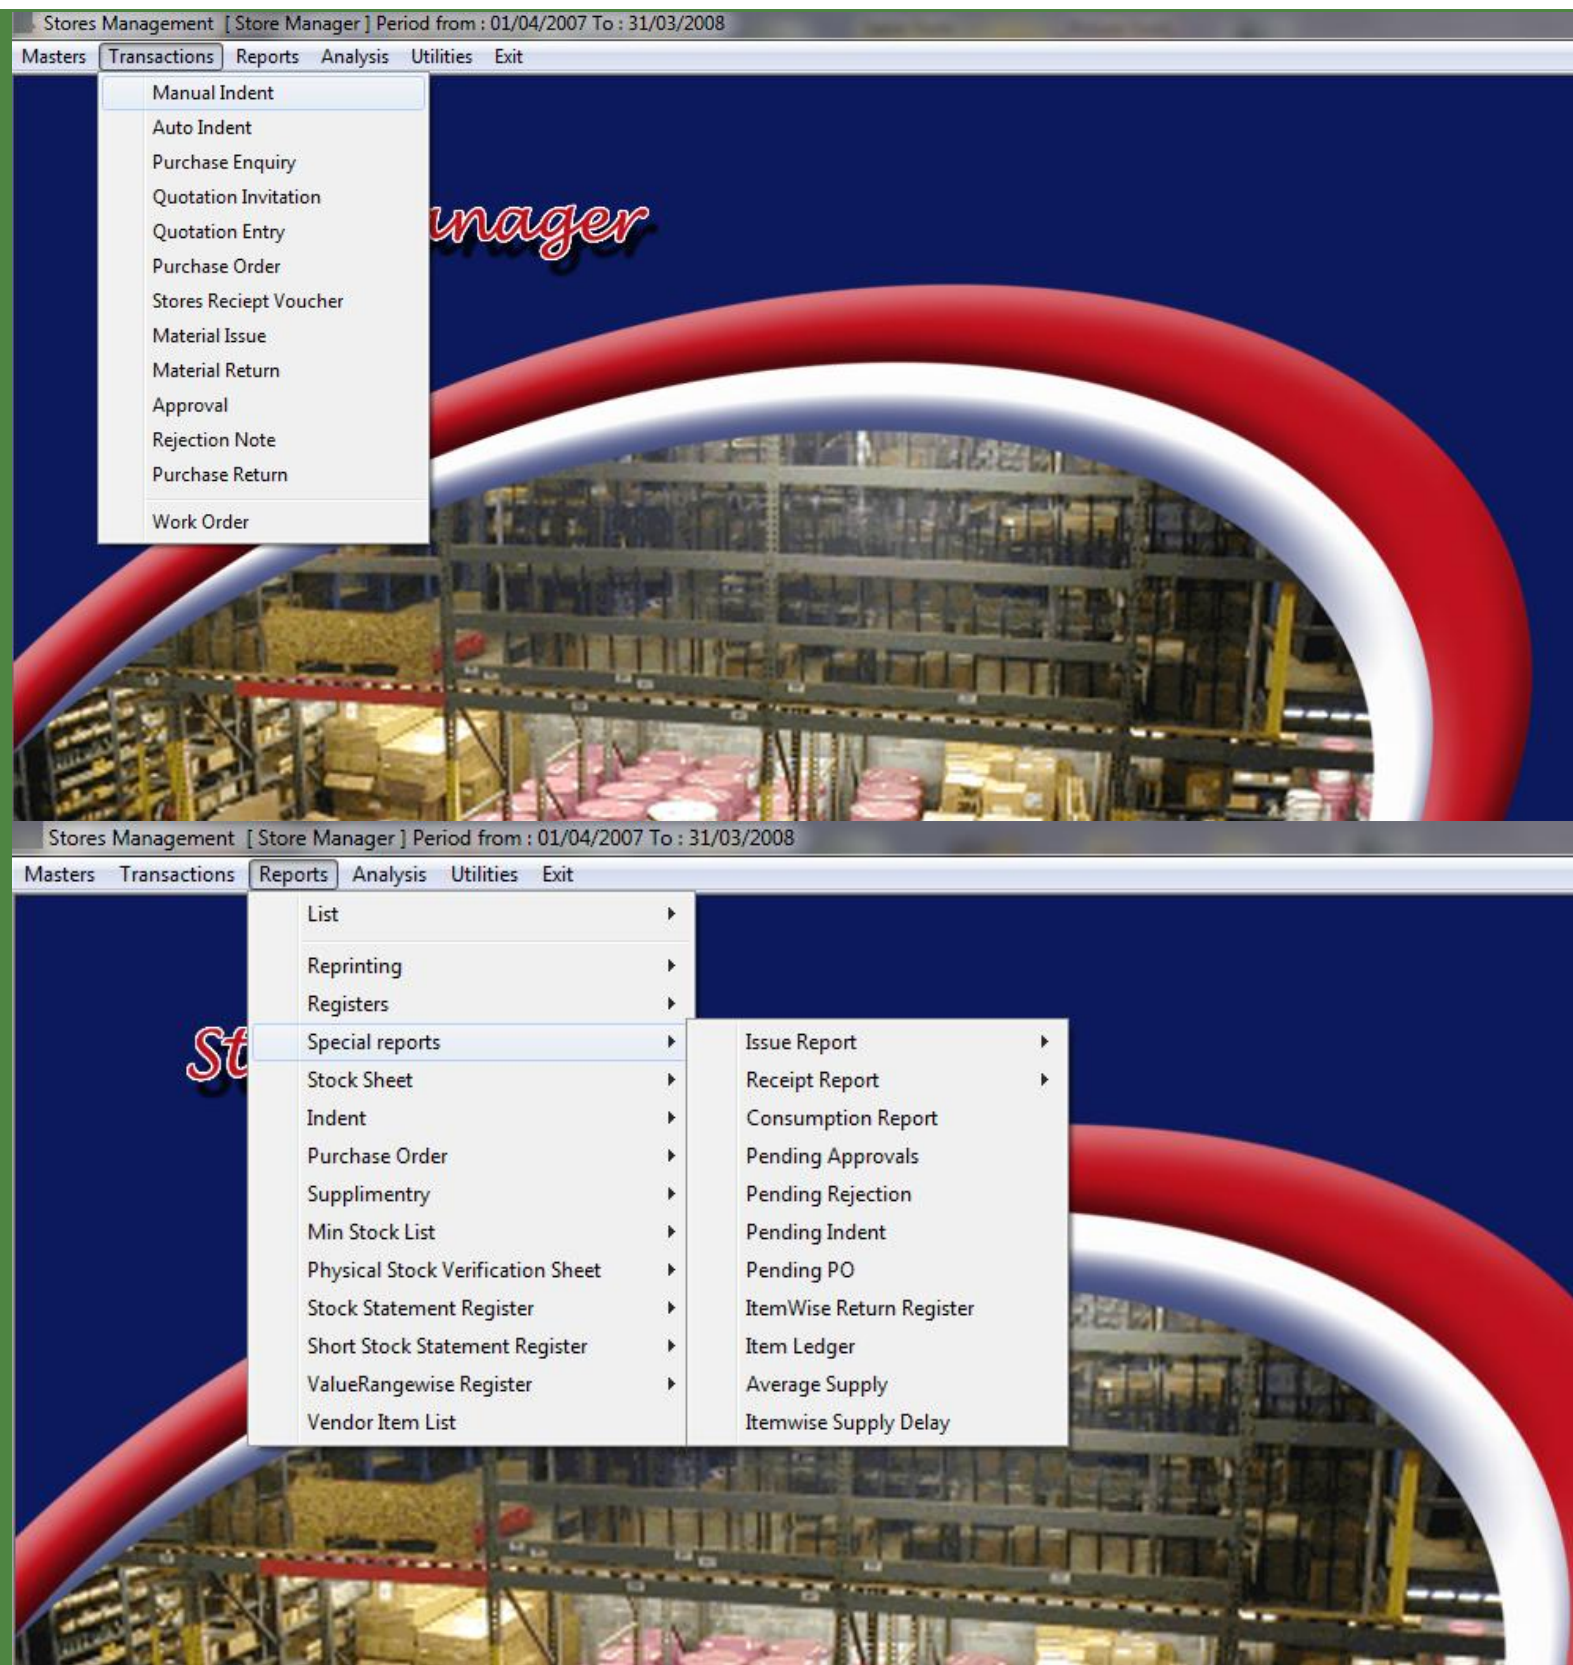 Stores Management [ Store Manager ] Period from : 01/04/2007 To : 31/03/2008
Masters Transactions Reports Analysis Utilities Exit
Manual Indent
Auto Indent
Purchase Enquiry
Quotation Invitation
Quotation Entry
Purchase Order
Stores Reciept Voucher
Material Issue
Material Return
Approval
Rejection Note
Purchase Return
Work Order
anager
Stores Management [ Store Manager ] Period from : 01/04/2007 To : 31/03/2008
Masters Transactions Reports Analysis Utilities Exit
St
List
Reprinting
Registers
Special reports
Stock Sheet
Indent
Purchase Order
Supplimentry
Min Stock List
Physical Stock Verification Sheet
Stock Statement Register
Short Stock Statement Register
ValueRangewise Register
Vendor Item List
Issue Report
Receipt Report
Consumption Report
Pending Approvals
Pending Rejection
Pending Indent
Pending PO
ItemWise Return Register
Item Ledger
Average Supply
Itemwise Supply Delay